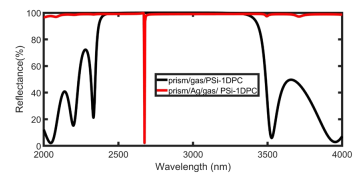 100
80
60
40
20
0
Reflectance(%)
prism/gas/PSi-1DPC
prism/Ag/gas/ PSi-1DPC
2000 2500 3000 3500 4000
Wavelength (nm)